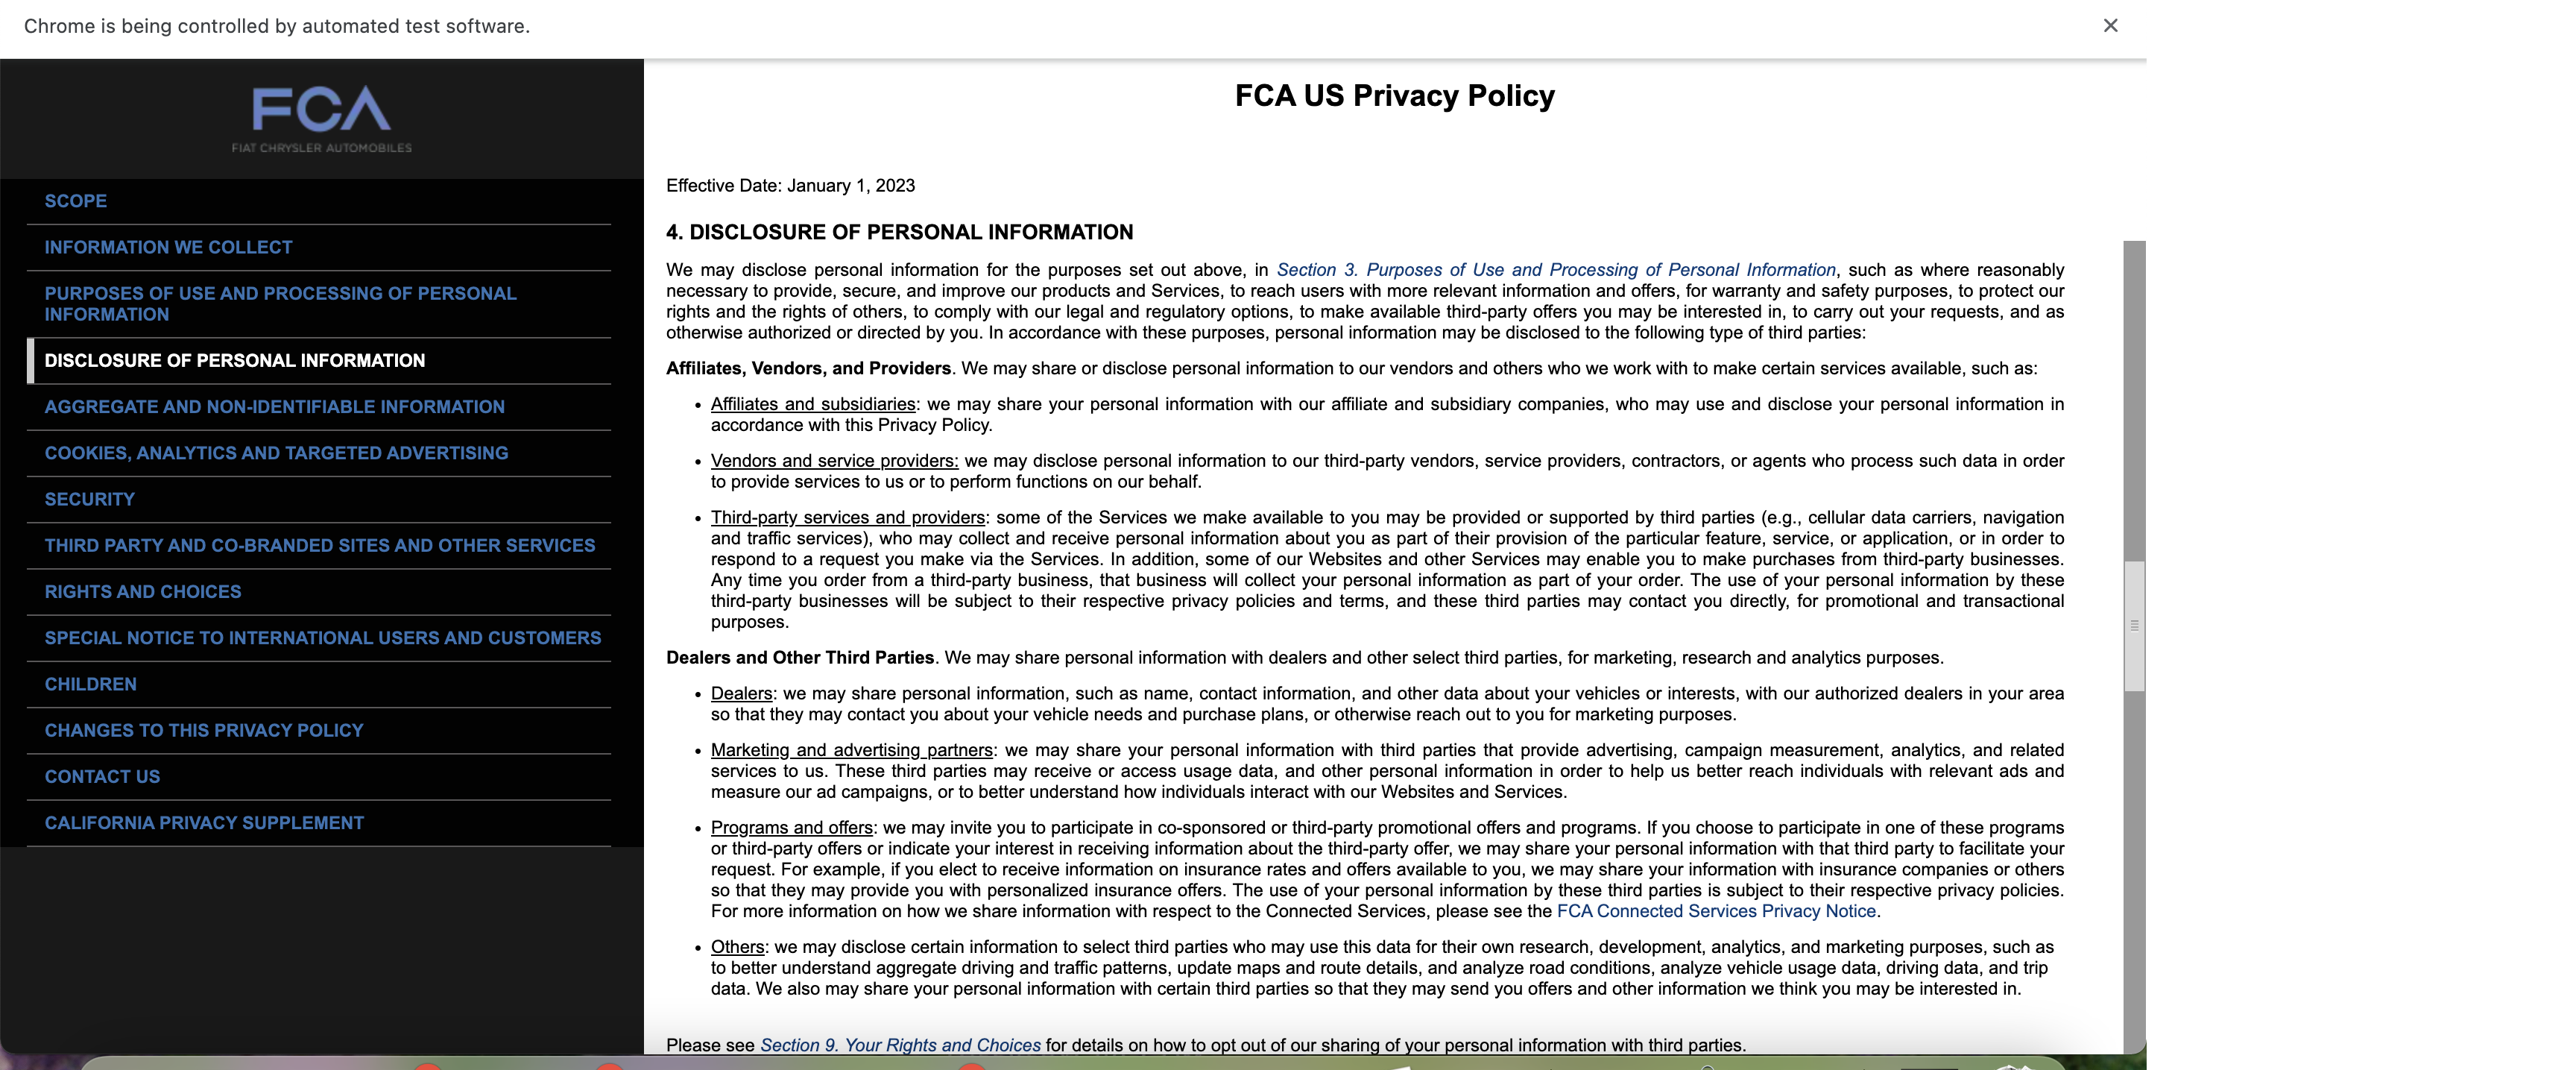 Chrome is being controlled by automated test software.
FCA
FIAT CHRYSLER AUTOMOBILES
SCOPE
INFORMATION WE COLLECT
PURPOSES OF USE AND PROCESSING OF PERSONAL
INFORMATION
DISCLOSURE OF PERSONAL INFORMATION
AGGREGATE AND NON-IDENTIFIABLE INFORMATION
COOKIES, ANALYTICS AND TARGETED ADVERTISING
SECURITY
THIRD PARTY AND CO-BRANDED SITES AND OTHER SERVICES
RIGHTS AND CHOICES
SPECIAL NOTICE TO INTERNATIONAL USERS AND CUSTOMERS
CHILDREN
CHANGES TO THIS PRIVACY POLICY
CONTACT US
CALIFORNIA PRIVACY SUPPLEMENT
FCA US Privacy Policy
Effective Date: January 1, 2023
4. DISCLOSURE OF PERSONAL INFORMATION
We may disclose personal information for the purposes set out above, in Section 3. Purposes of Use and Processing of Personal Information, such as where reasonably
necessary to provide, secure, and improve our products and Services, to reach users with more relevant information and offers, for warranty and safety purposes, to protect our
rights and the rights of others, to comply with our legal and regulatory options, to make available third-party offers you may be interested in, to carry out your requests, and as
otherwise authorized or directed by you. In accordance with these purposes, personal information may be disclosed to the following type of third parties:
Affiliates, Vendors, and Providers. We may share or disclose personal information to our vendors and others who we work with to make certain services available, such as:
• Affiliates and subsidiaries: we may share your personal information with our affiliate and subsidiary companies, who may use and disclose your personal information in
accordance with this Privacy Policy.
• Vendors and service providers: we may disclose personal information to our third-party vendors, service providers, contractors, or agents who process such data in order
to provide services to us or to perform functions on our behalf.
• Third-party services and providers: some of the Services we make available to you may be provided or supported by third parties (e.g., cellular data carriers, navigation
and traffic services), who may collect and receive personal information about you as part of their provision of the particular feature, service, or application, or in order to
respond to a request you make via the Services. In addition, some of our Websites and other Services may enable you to make purchases from third-party businesses.
Any time you order from a third-party business, that business will collect your personal information as part of your order. The use of your personal information by these
third-party businesses will be subject to their respective privacy policies and terms, and these third parties may contact you directly, for promotional and transactional
purposes.
Dealers and Other Third Parties. We may share personal information with dealers and other select third parties, for marketing, research and analytics purposes.
• Dealers: we may share personal information, such as name, contact information, and other data about your vehicles or interests, with our authorized dealers in your area
so that they may contact you about your vehicle needs and purchase plans, or otherwise reach out to you for marketing purposes.
• Marketing and advertising partners: we may share your personal information with third parties that provide advertising, campaign measurement, analytics, and related
services to us. These third parties may receive or access usage data, and other personal information in order to help us better reach individuals with relevant ads and
measure our ad campaigns, or to better understand how individuals interact with our Websites and Services.
• Programs and offers: we may invite you to participate in co-sponsored or third-party promotional offers and programs. If you choose to participate in one of these programs
or third-party offers or indicate your interest in receiving information about the third-party offer, we may share your personal information with that third party to facilitate your
request. For example, if you elect to receive information on insurance rates and offers available to you, we may share your information with insurance companies or others
so that they may provide you with personalized insurance offers. The use of your personal information by these third parties is subject to their respective privacy policies.
For more information on how we share information with respect to the Connected Services, please see the FCA Connected Services Privacy Notice.
• Others: we may disclose certain information to select third parties who may use this data for their own research, development, analytics, and marketing purposes, such as
to better understand aggregate driving and traffic patterns, update maps and route details, and analyze road conditions, analyze vehicle usage data, driving data, and trip
data. We also may share your personal information with certain third parties so that they may send you offers and other information we think you may be interested in.
Please see Section 9. Your Rights and Choices for details on how to opt out of our sharing of your personal information with third parties.